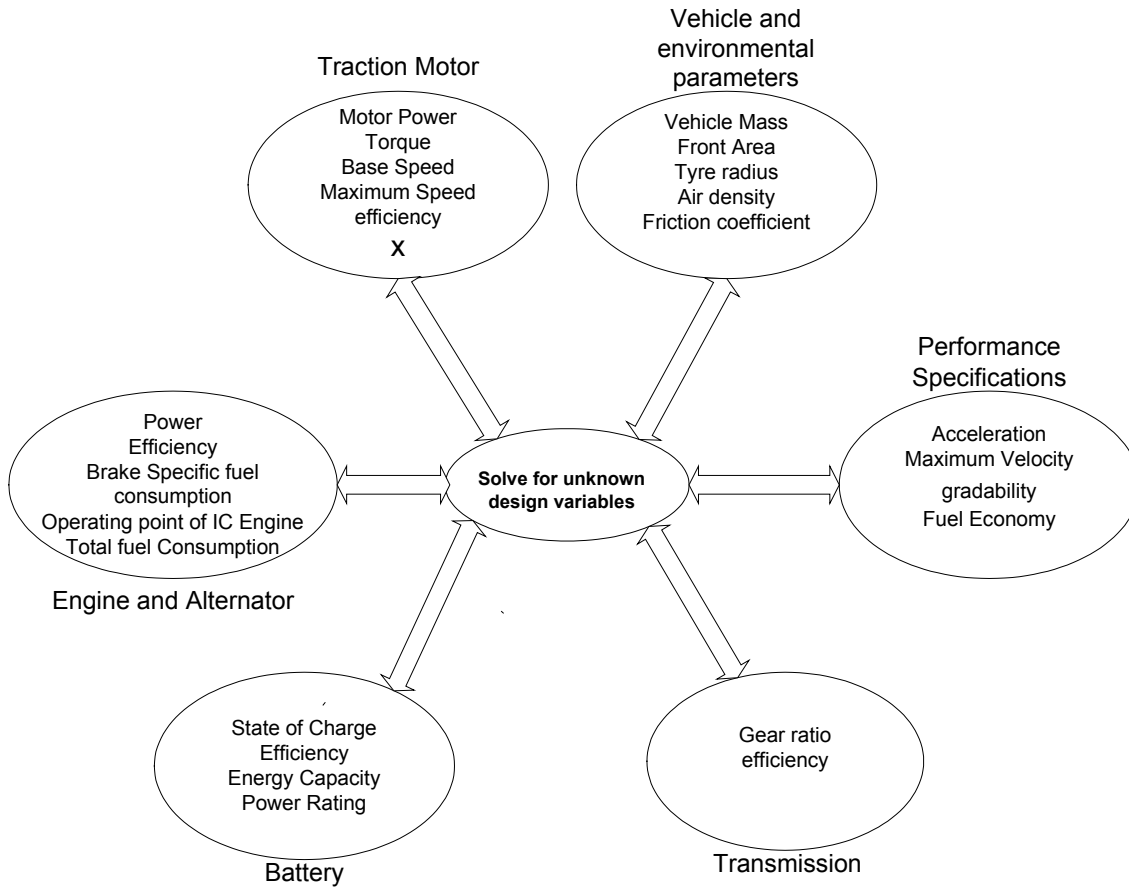 Traction Motor
Motor Power
Torque
Base Speed
Maximum Speed
efficiency
x
Vehicle and
environmental
parameters
Vehicle Mass
Front Area
Tyre radius
Air density
Friction coefficient
Performance
Specifications
Acceleration
Maximum Velocity
gradability
Fuel Economy
Power
Efficiency
Brake Specific fuel
consumption
Operating point of IC Engine
Total fuel Consumption
Engine and Alternator
Solve for unknown
design variables
State of Charge
Efficiency
Energy Capacity
Power Rating
Battery
Gear ratio
efficiency
Transmission